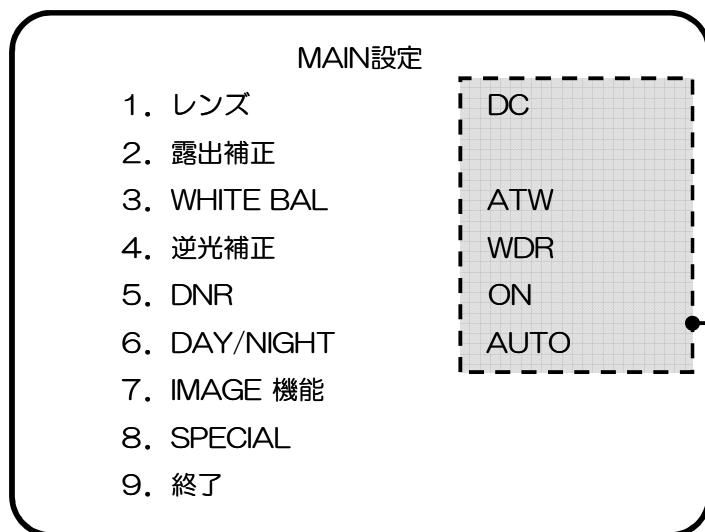 MAIN設定
1．レンズ DC
2．露出補正
3．WHITE BAL ATW
4．逆光補正 WDR
5．DNR ON
6．DAY/NIGHT AUTO
7．IMAGE 機能
8．SPECIAL
9．終了